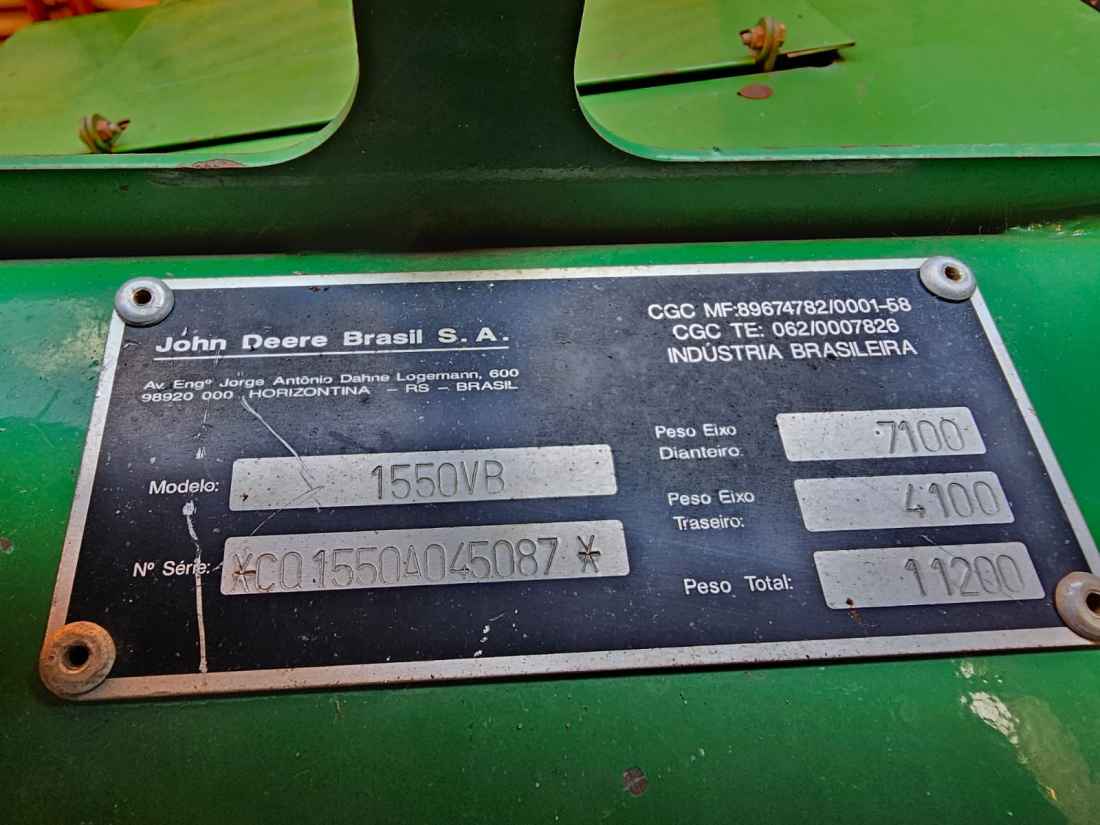 John Deere Brasil S.A.
Av. Engº Jorge Antônio Dahne Logemann, 600
98920 000 HORIZONTINA – RS – BRASIL
CGC MF:89674782/0001-58
CGC TE: 062/0007826
INDÚSTRIA BRASILEIRA
Modelo: 1550VB
Nº Série: *CQ1550A045087*
Peso Eixo
Dianteiro: 7100
Peso Eixo
Traseiro: 4100
Peso Total: 11200